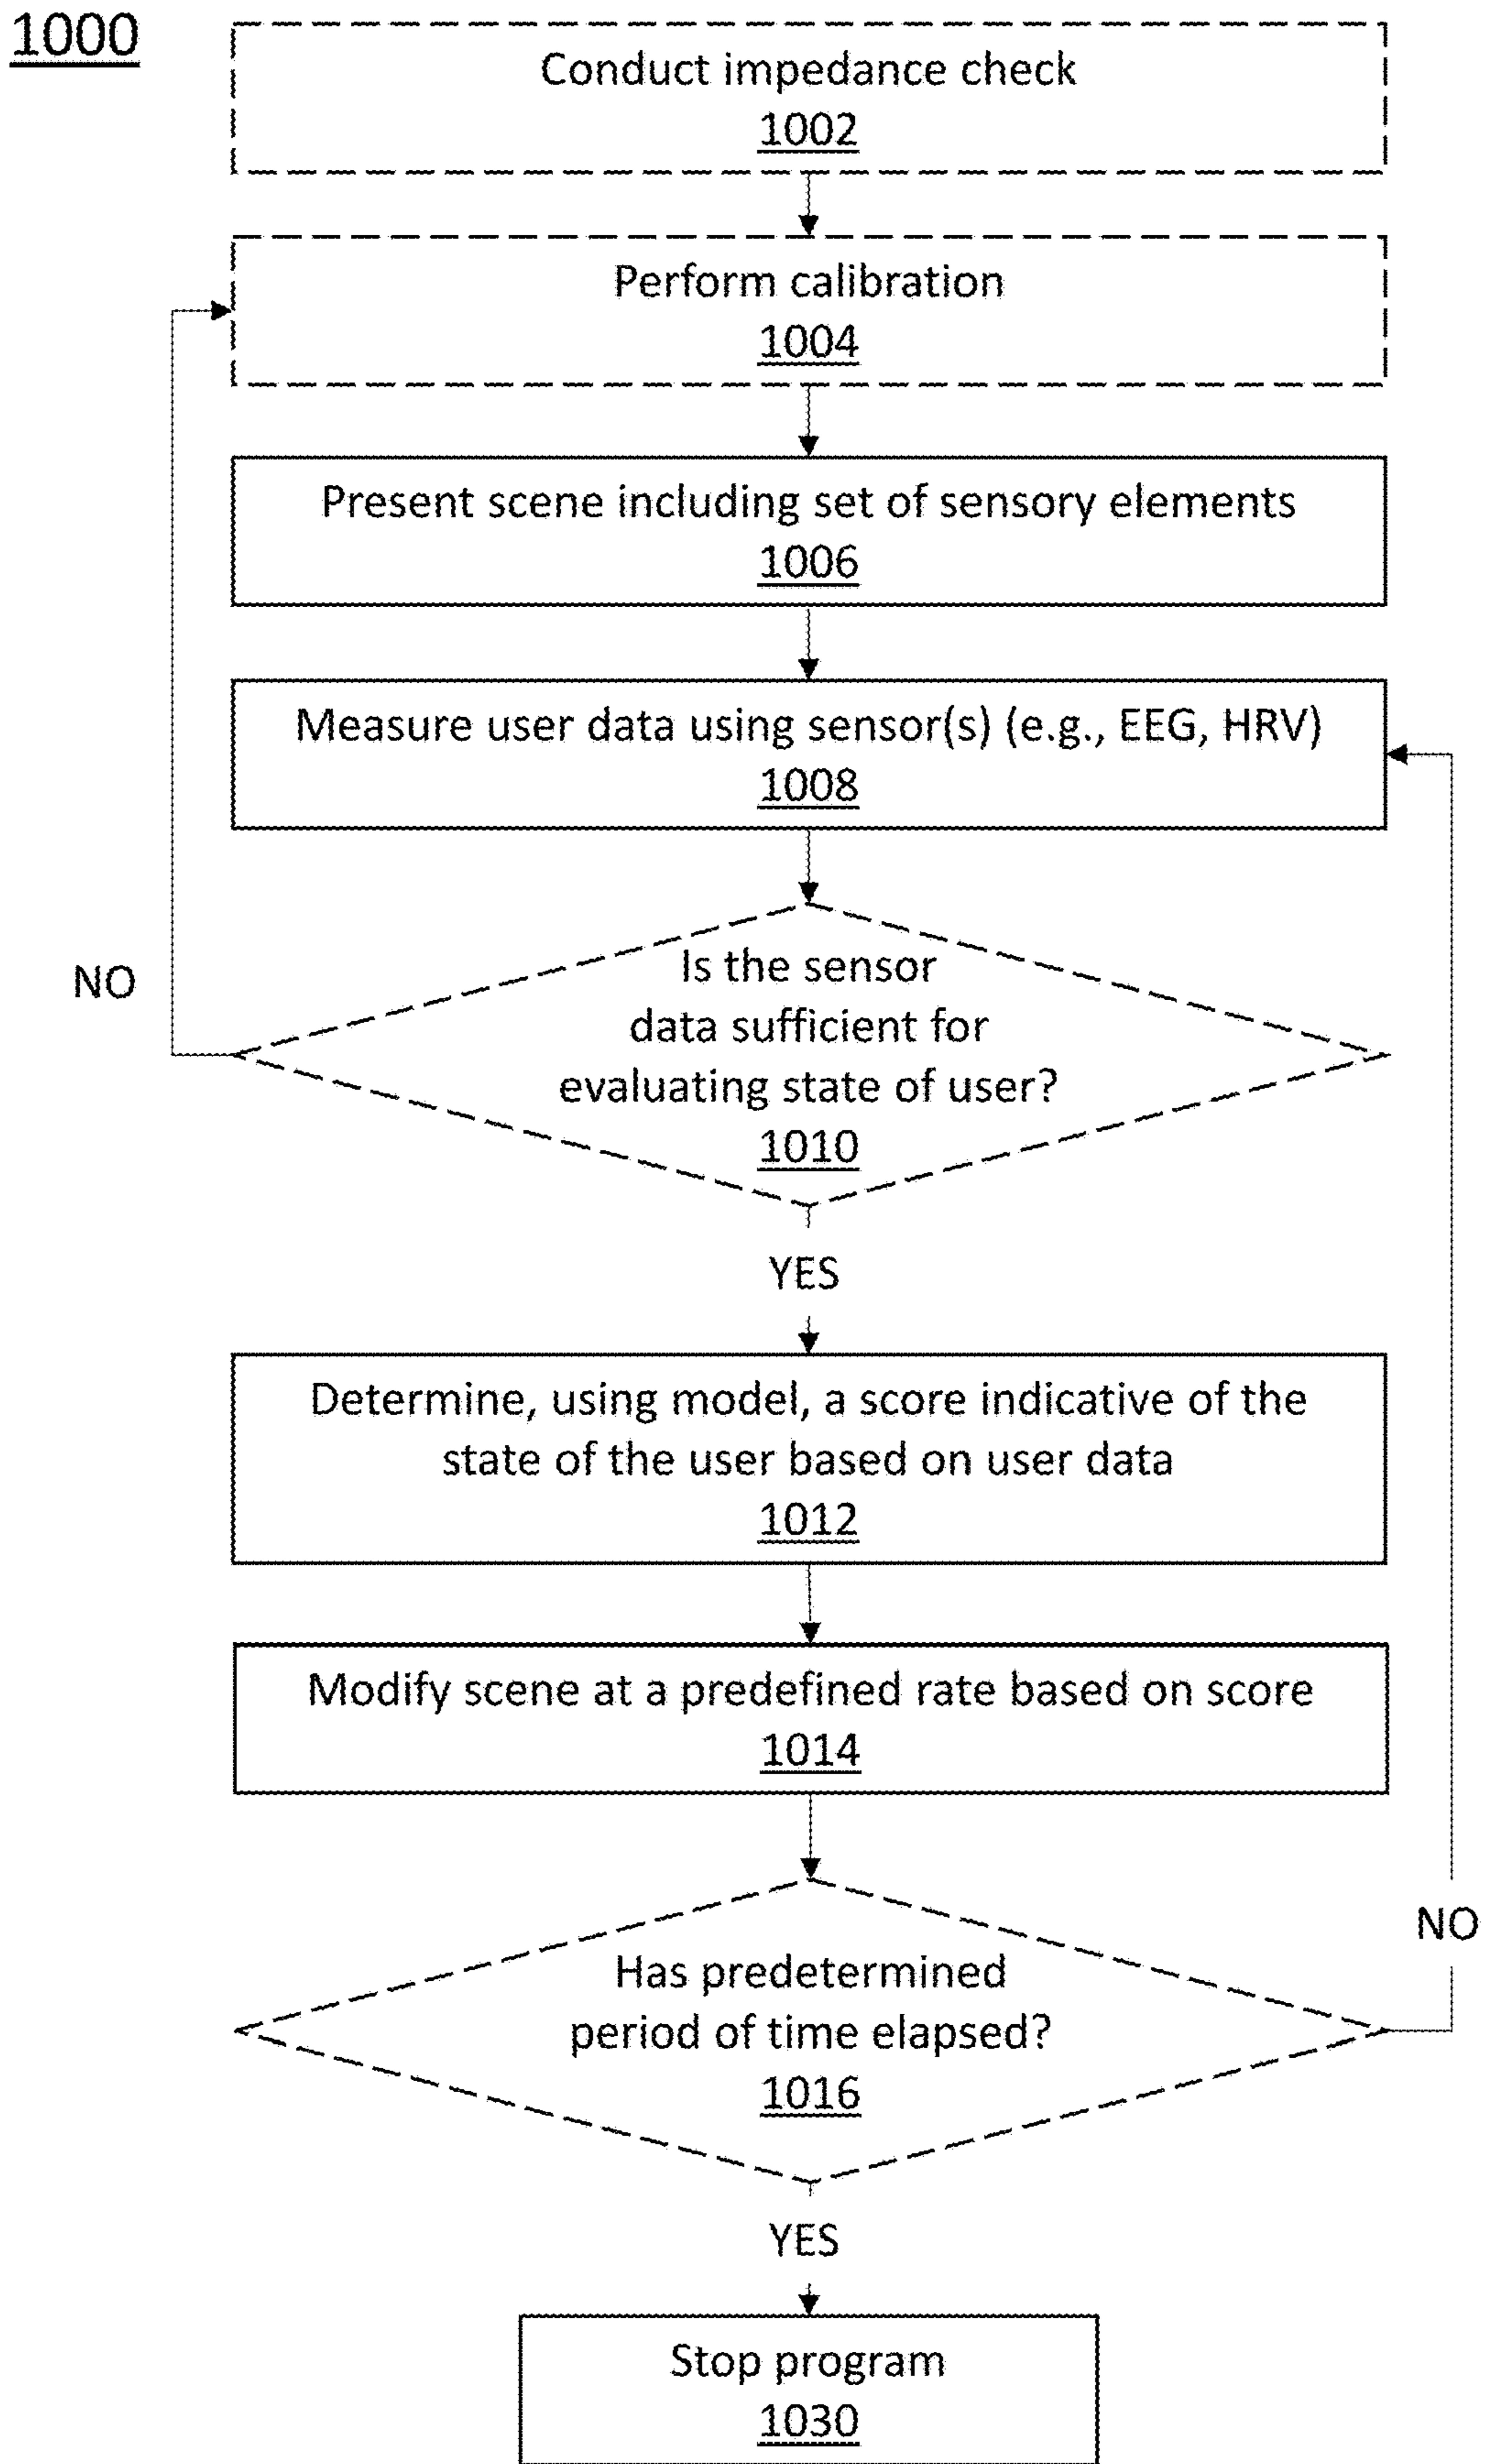 1000
Conduct impedance check
1002
Perform calibration
1004
Present scene including set of sensory elements
1006
Measure user data using sensor(s) (e.g., EEG, HRV)
1008
NO
Is the sensor
data sufficient for
evaluating state of user?
1010
YES
Determine, using model, a score indicative of the
state of the user based on user data
1012
Modify scene at a predefined rate based on score
1014
NO
Has predetermined
period of time elapsed?
1016
YES
Stop program
1030